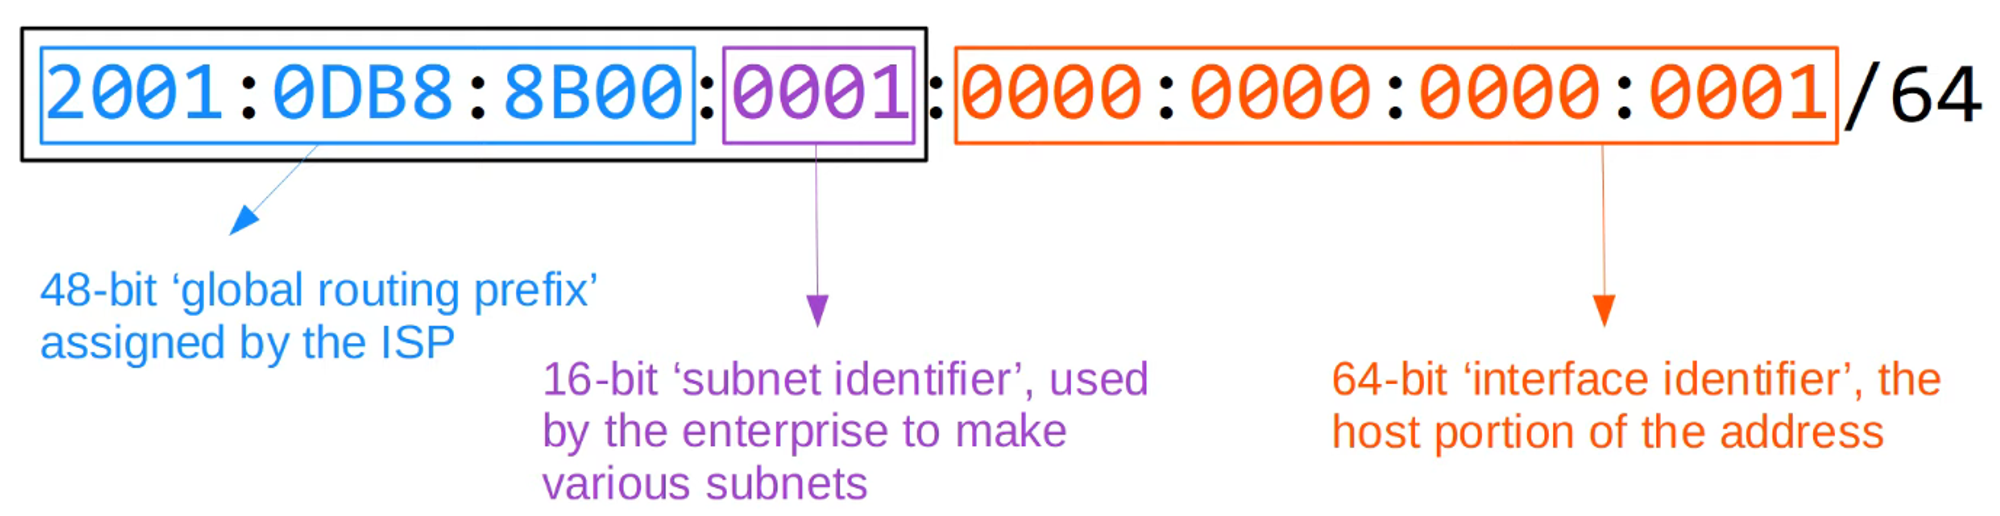 2001:0DB8:8B00:0001:0000:0000:0000:0001/64
48-bit ‘global routing prefix’
assigned by the ISP
16-bit ‘subnet identifier’, used
by the enterprise to make
various subnets
64-bit ‘interface identifier’, the
host portion of the address